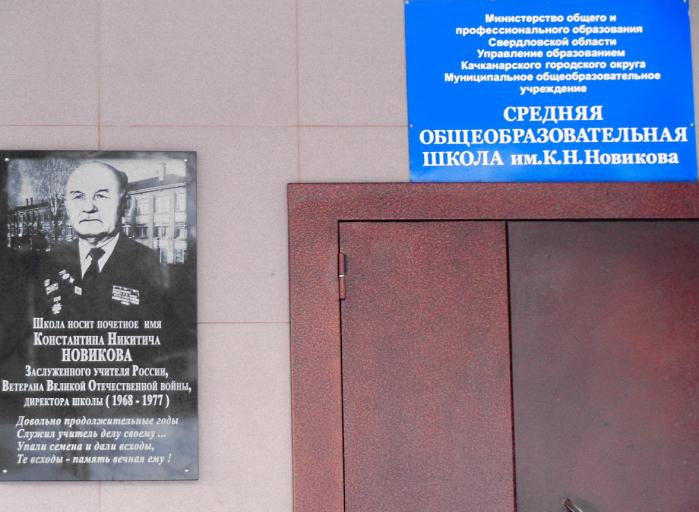 Министерство общего и
профессионального образования
Свердловской области
Управление образованием
Качканарского городского округа
Муниципальное общеобразовательное
учреждение
СРЕДНЯЯ
ОБЩЕОБРАЗОВАТЕЛЬНАЯ
ШКОЛА им.К.Н.Новикова
Школа носит почетное имя
Константина Никитича
НОВИКОВА
Заслуженного учителя России,
Ветерана Великой Отечественной войны,
директора школы ( 1968 - 1977 )
Довольно продолжительные годы
Служил учитель делу своему ...
Упали семена и дали всходы,
Те всходы - память вечная ему !